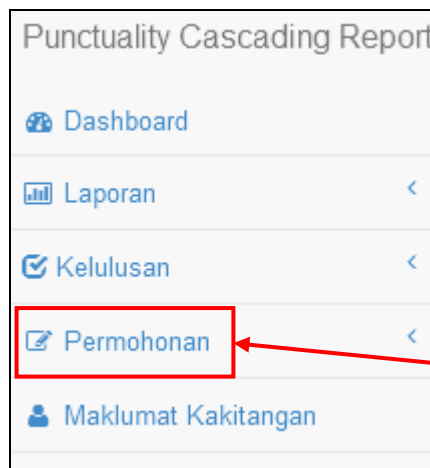 Punctuality Cascading Report
Dashboard
Laporan
Kelulusan
Permohonan
Maklumat Kakitangan